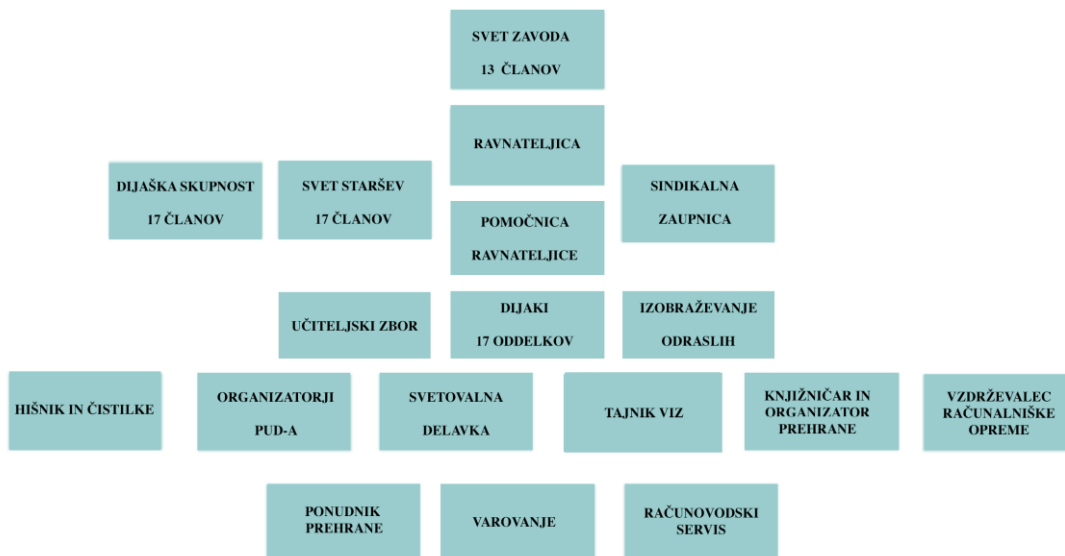 SVET ZAVODA
13 ČLANOV
RAVNATELJICA
DIJAŠKA SKUPNOST
17 ČLANOV
SVET STARŠEV
17 ČLANOV
SINDIKALNA
ZAUPNICA
POMOČNICA
RAVNATELJICE
UČITELJSKI ZBOR
DIJAKI
17 ODDELKOV
IZOBRAŽEVANJE
ODRASLIH
HIŠNIK IN ČISTILKE
ORGANIZATORJI
PUD-A
SVETOVALNA
DELAVKA
TAJNIK VIZ
KNJIŽNIČAR IN
ORGANIZATOR
PREHRANE
VZDRŽEVALEC
RAČUNALNIŠKE
OPREME
PONUDNIK
PREHRANE
VAROVANJE
RAČUNOVODSKI
SERVIS